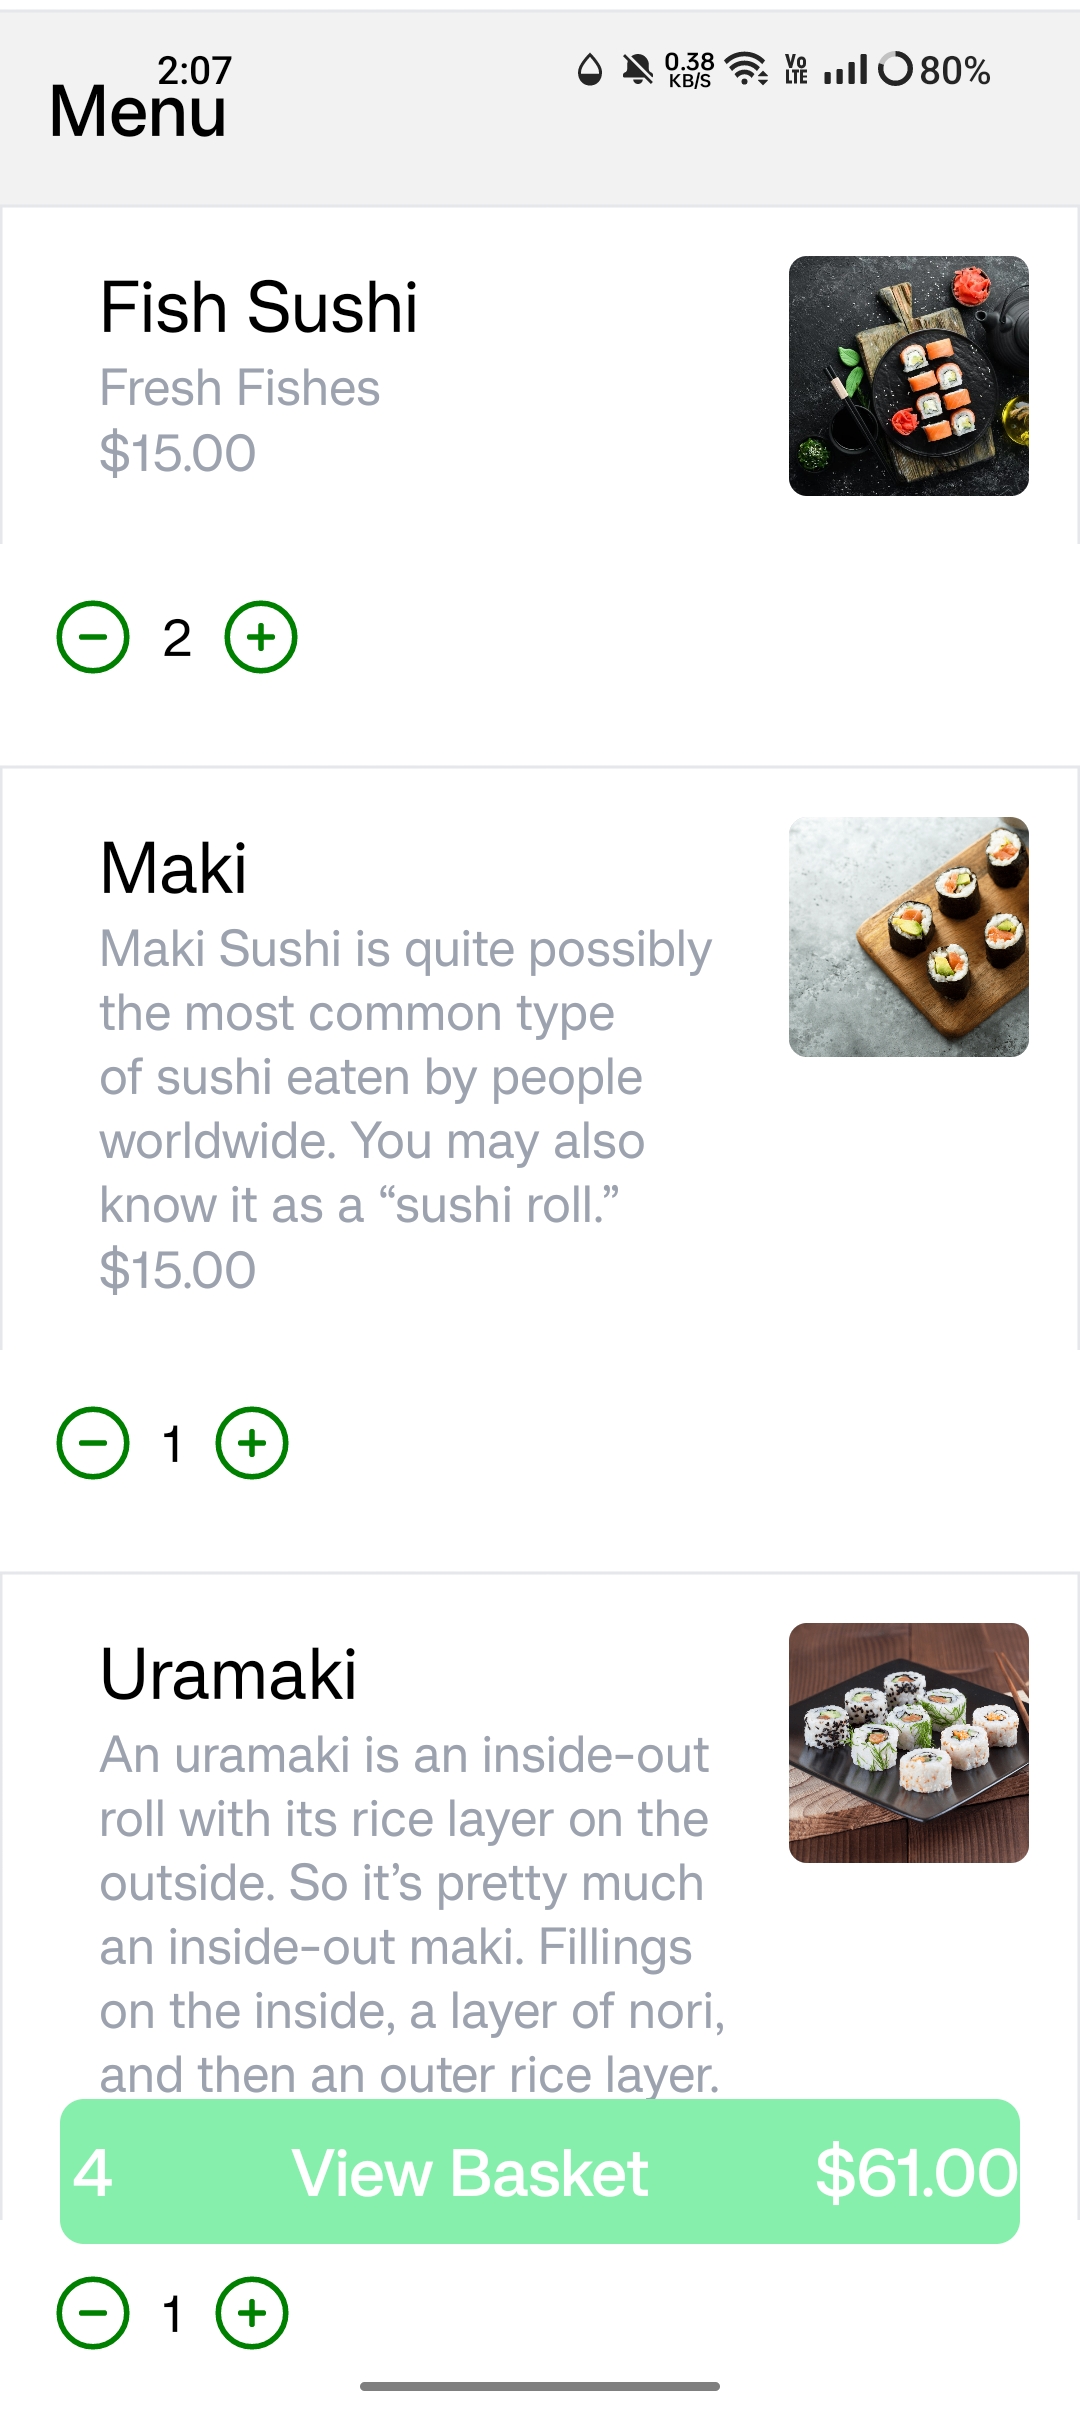 2:07
0.38
KB/S
Vo
LTE
80%
Menu
Fish Sushi
Fresh Fishes
$15.00
2
Maki
Maki Sushi is quite possibly
the most common type
of sushi eaten by people
worldwide. You may also
know it as a “sushi roll.”
$15.00
1
Uramaki
An uramaki is an inside-out
roll with its rice layer on the
outside. So it’s pretty much
an inside-out maki. Fillings
on the inside, a layer of nori,
and then an outer rice layer.
4 View Basket $61.00
1